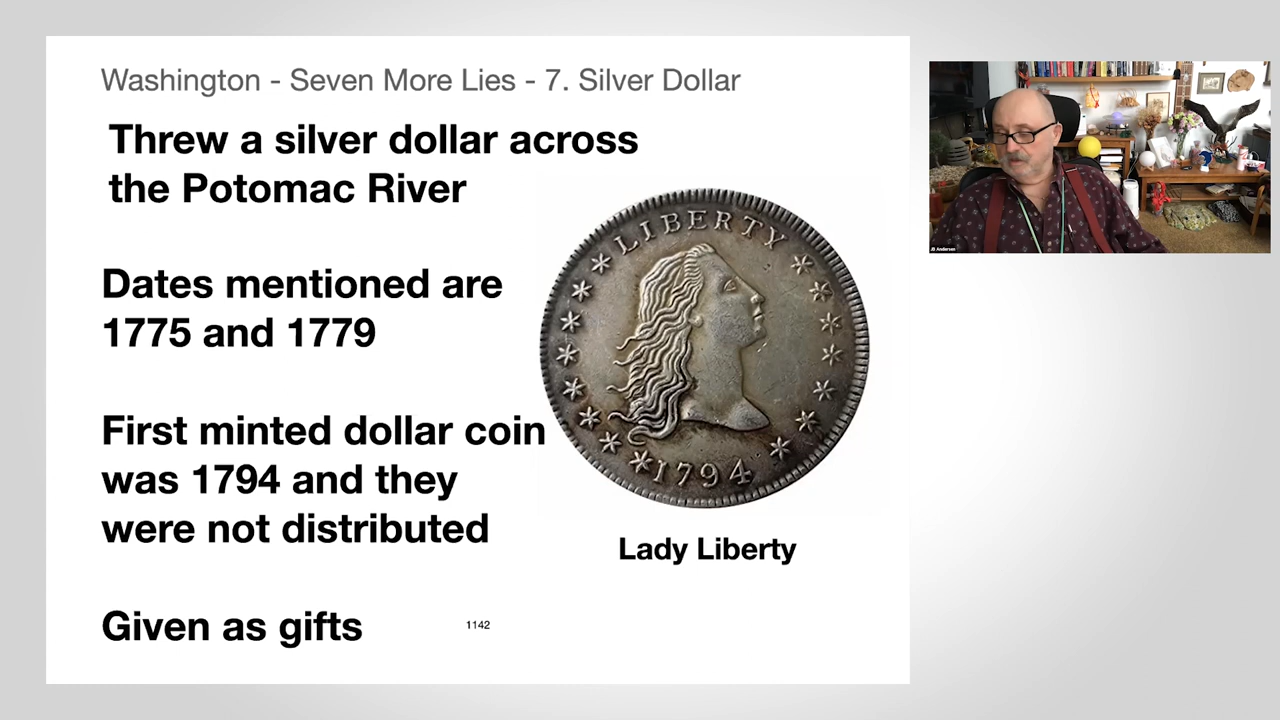 Washington - Seven More Lies - 7. Silver Dollar
Threw a silver dollar across
the Potomac River
Dates mentioned are
1775 and 1779
First minted dollar coin
was 1794 and they
were not distributed
Given as gifts
1142
LIBERTY
1794
Lady Liberty
JB Andersen